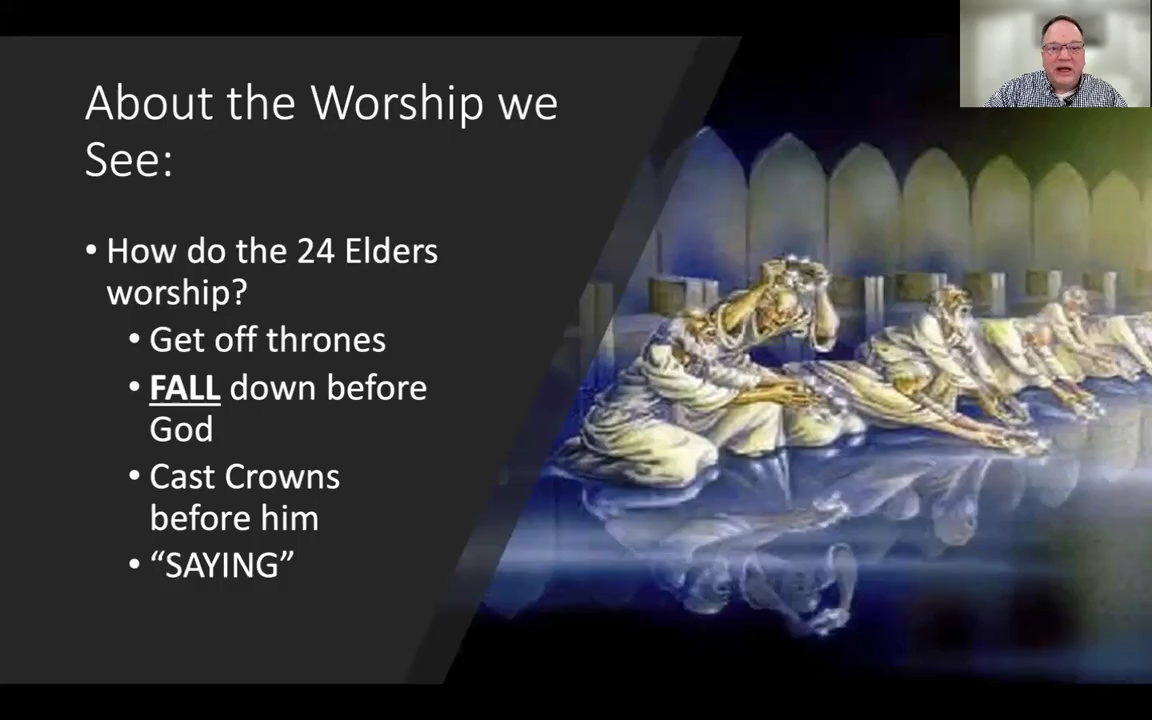 About the Worship we
See:
• How do the 24 Elders
worship?
• Get off thrones
• FALL down before
God
• Cast Crowns
before him
• “SAYING”